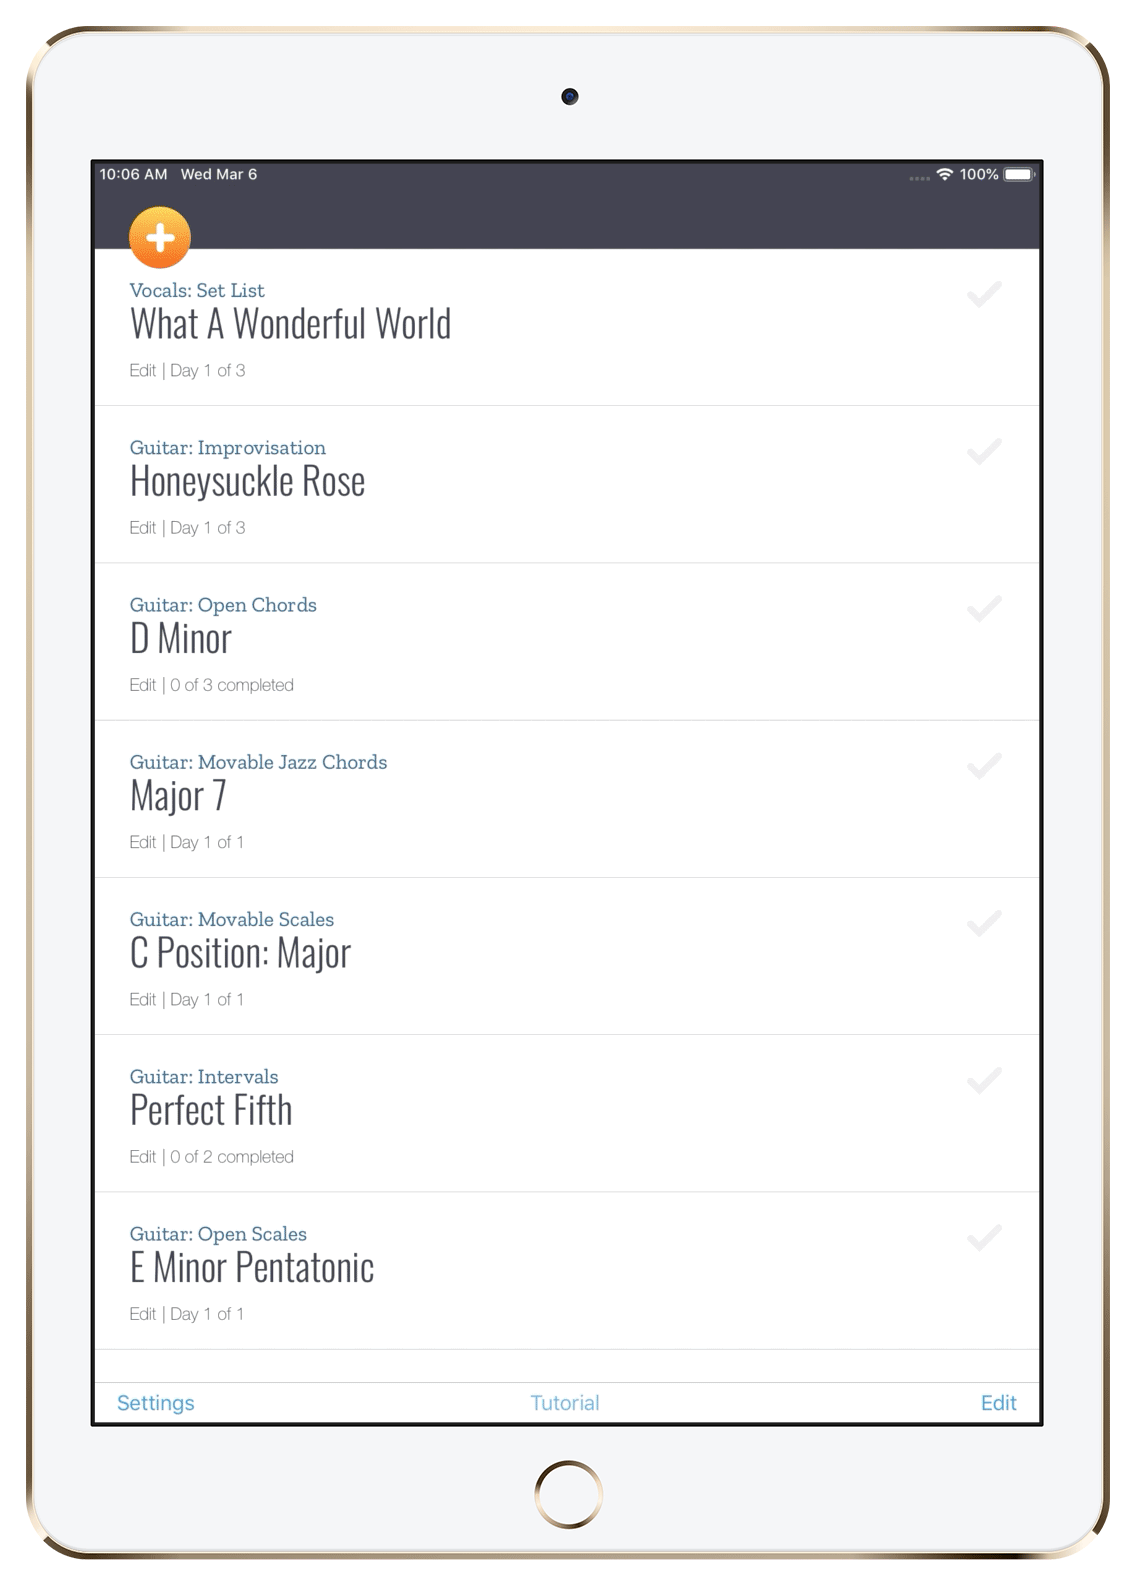 10:06 AM Wed Mar 6 100%
Vocals: Set List
What A Wonderful World
Edit | Day 1 of 3
Guitar: Improvisation
Honeysuckle Rose
Edit | Day 1 of 3
Guitar: Open Chords
D Minor
Edit | 0 of 3 completed
Guitar: Movable Jazz Chords
Major 7
Edit | Day 1 of 1
Guitar: Movable Scales
C Position: Major
Edit | Day 1 of 1
Guitar: Intervals
Perfect Fifth
Edit | 0 of 2 completed
Guitar: Open Scales
E Minor Pentatonic
Edit | Day 1 of 1
Settings Tutorial Edit